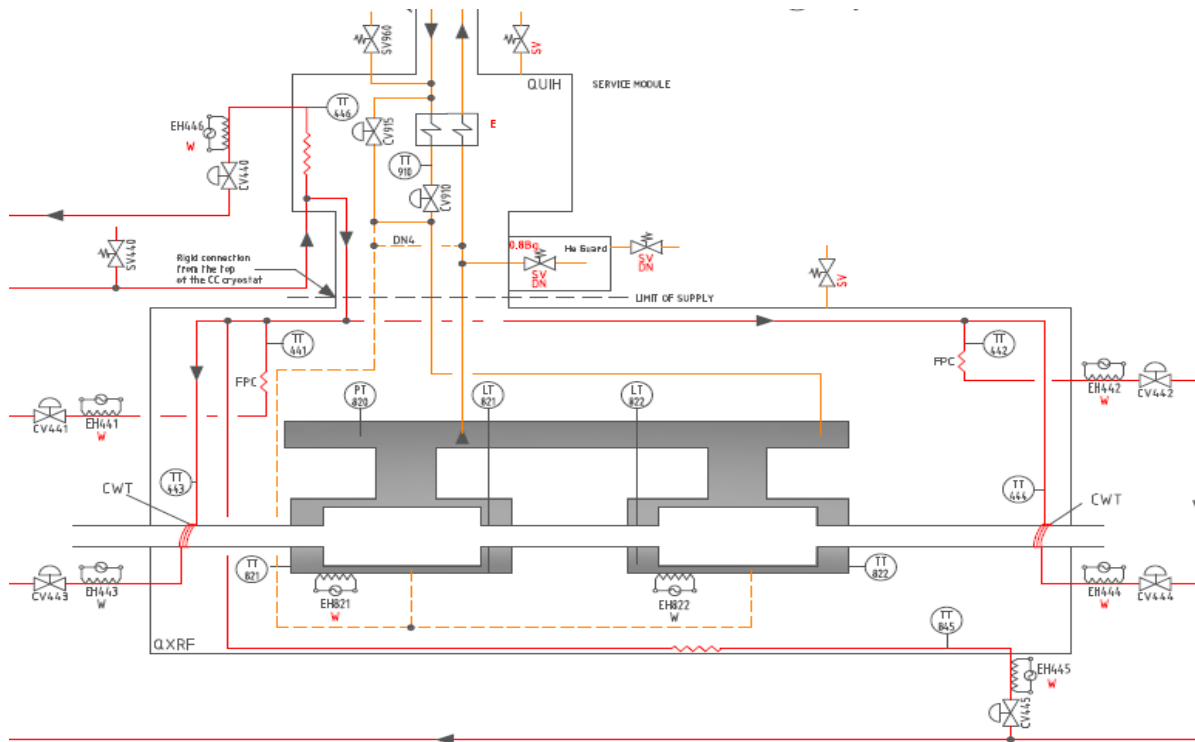 SV960
SV
QUIH
SERVICE MODULE
TT
446
EH446
W
CV440
CV915
E
TT
910
CV910
SV440
Rigid connection
from the top
of the CC cryostat
DN4
0.8Bg
He Guard
SV
DN
SV
DN
LIMIT OF SUPPLY
SV
TT
441
FPC
CV441
EH441
W
PT
820
LT
821
LT
822
TT
442
FPC
EH442
W
CV442
TT
443
CWT
TT
444
CWT
CV443
EH443
W
TT
821
EH821
W
EH822
W
TT
822
EH444
W
CV444
TT
845
QXRF
EH445
W
CV445